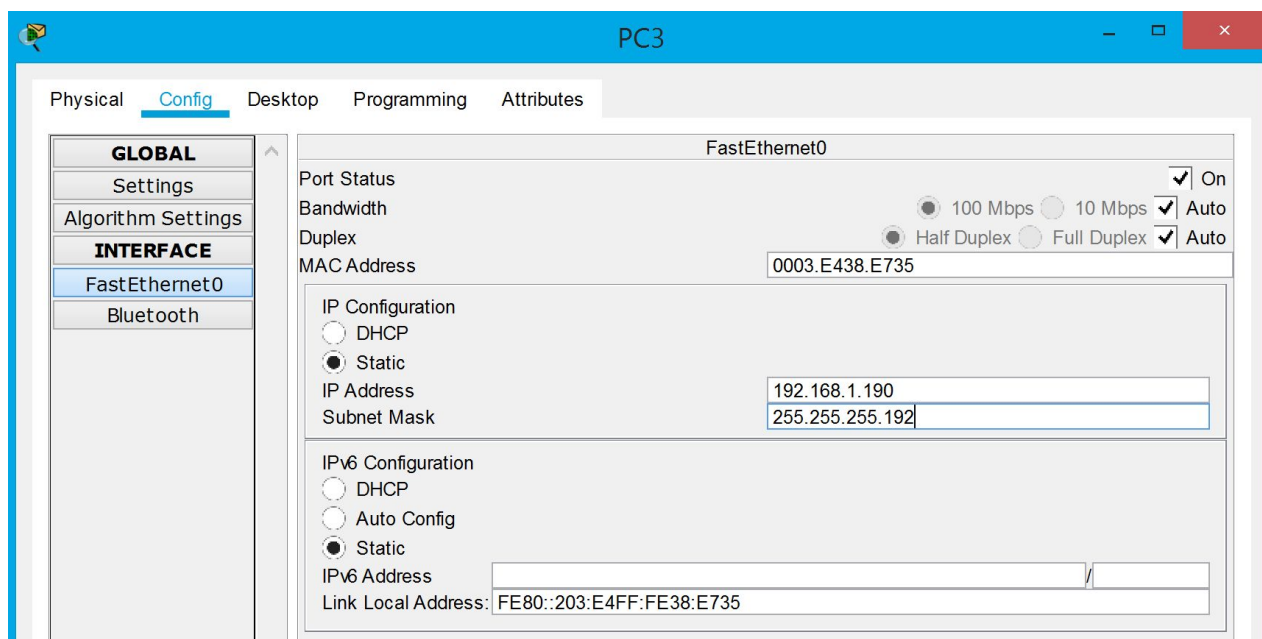 PC3
Physical Config Desktop Programming Attributes
GLOBAL
Settings
Algorithm Settings
INTERFACE
FastEthernet0
Bluetooth
FastEthernet0
Port Status On
Bandwidth 100 Mbps 10 Mbps Auto
Duplex Half Duplex Full Duplex Auto
MAC Address 0003.E438.E735
IP Configuration
DHCP
Static
IP Address 192.168.1.190
Subnet Mask 255.255.255.192
IPv6 Configuration
DHCP
Auto Config
Static
IPv6 Address /
Link Local Address: FE80::203:E4FF:FE38:E735